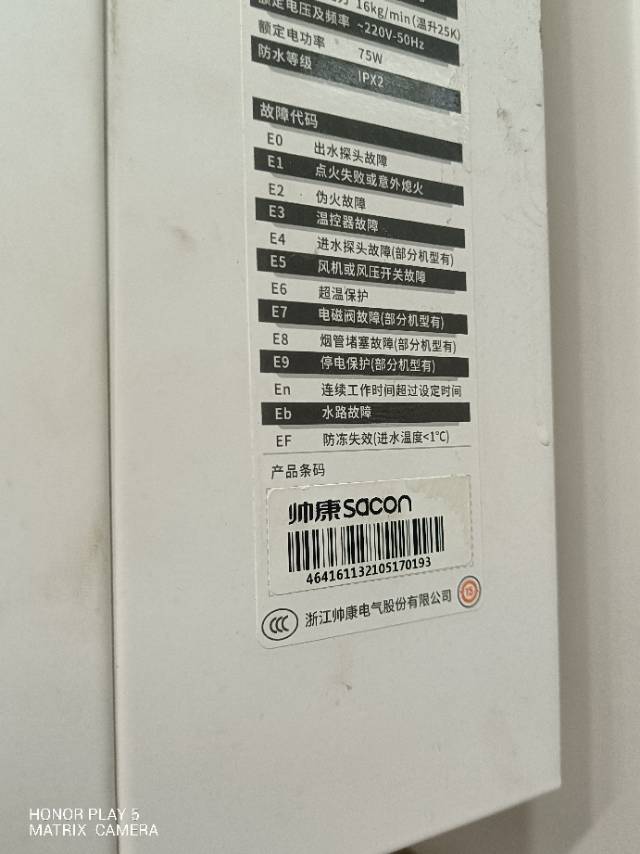 16kg/min(温升25K)
额定电压及频率 ~220V-50Hz
额定电功率 75W
防水等级 IPX2
故障代码
E0 出水探头故障
E1 点火失败或意外熄火
E2 伪火故障
E3 温控器故障
E4 进水探头故障(部分机型有)
E5 风机或风压开关故障
E6 超温保护
E7 电磁阀故障(部分机型有)
E8 烟管堵塞故障(部分机型有)
E9 停电保护(部分机型有)
En 连续工作时间超过设定时间
Eb 水路故障
EF 防冻失效(进水温度<1℃)
产品条码
帅康sacon
464161132105170193
CCC 浙江帅康电气股份有限公司 15
HONOR PLAY 5
MATRIX CAMERA